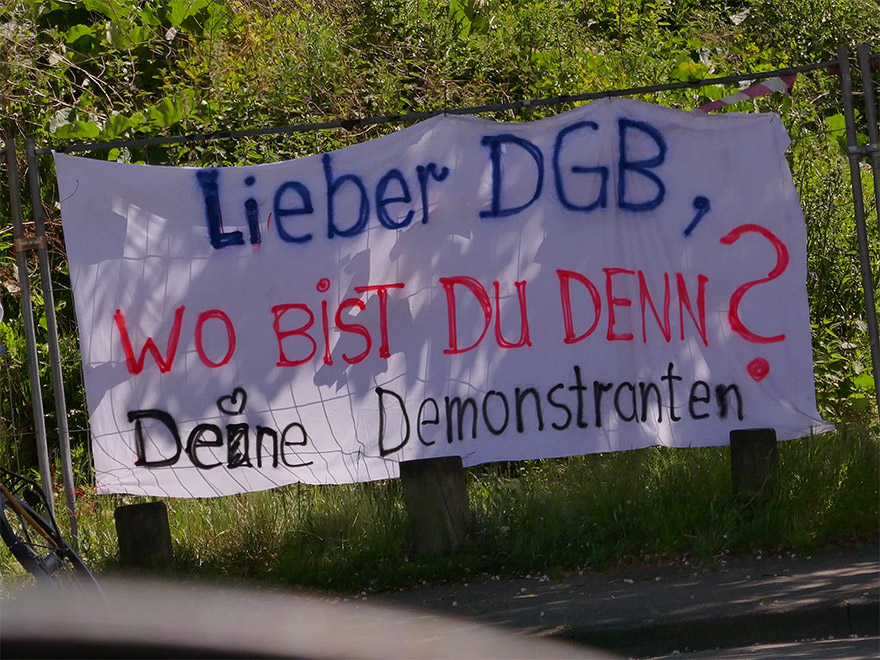 Lieber DGB,
WO BIST DU DENN?
Deine Demonstranten